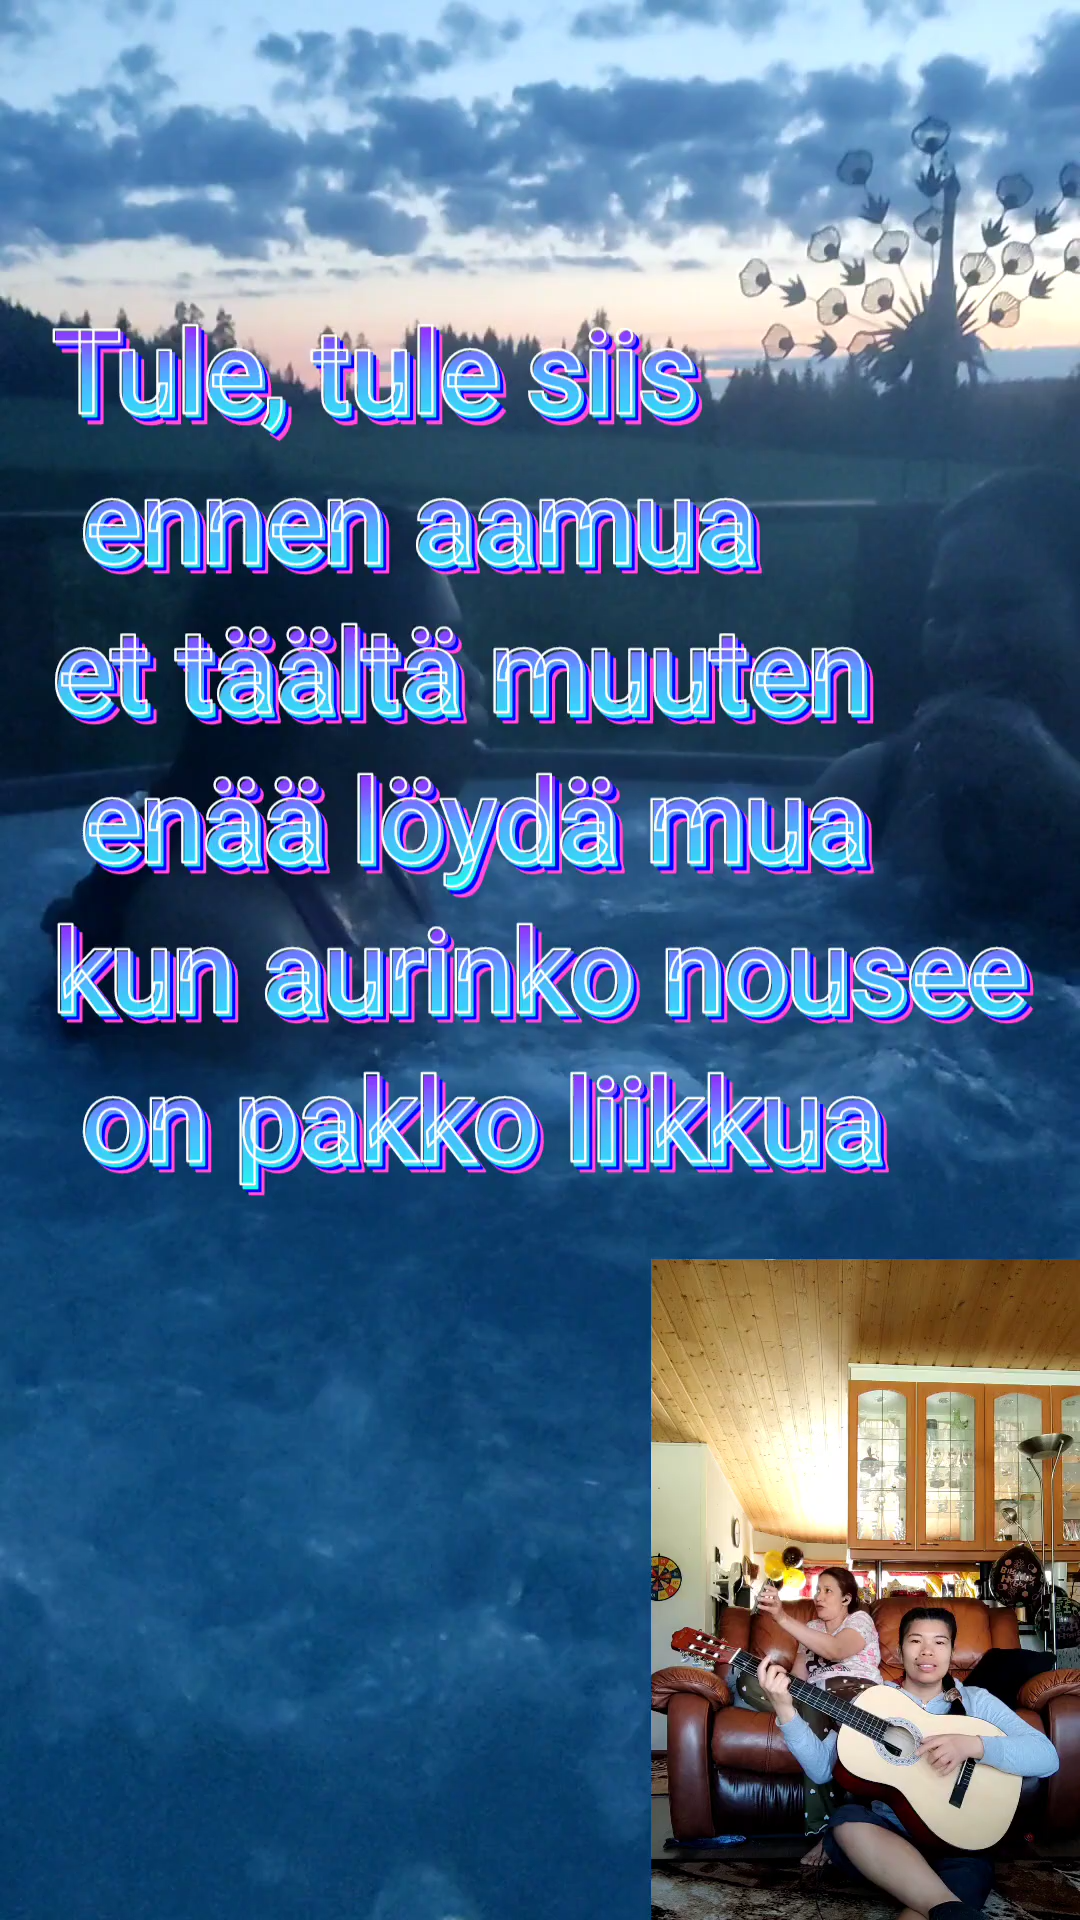 Tule, tule siis
ennen aamua
et täältä muuten
enää löydä mua
kun aurinko nousee
on pakko liikkua